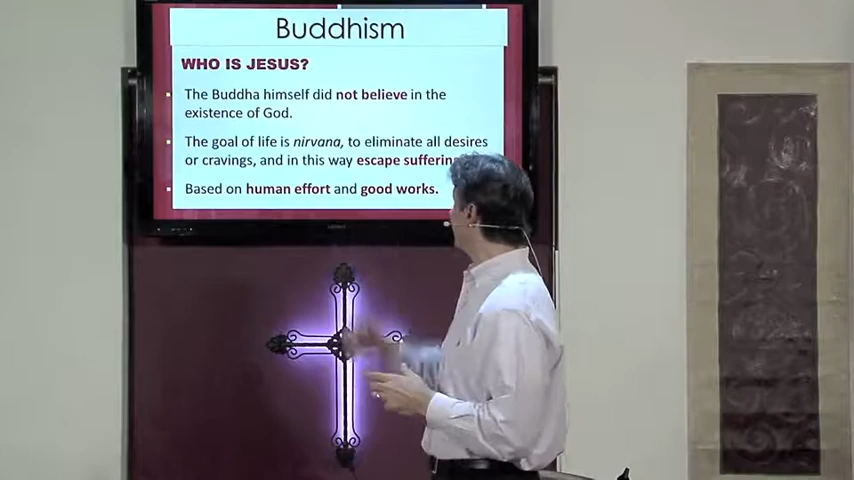 Buddhism
WHO IS JESUS?
The Buddha himself did not believe in the
existence of God.
The goal of life is nirvana, to eliminate all desires
or cravings, and in this way escape suffering
Based on human effort and good works.